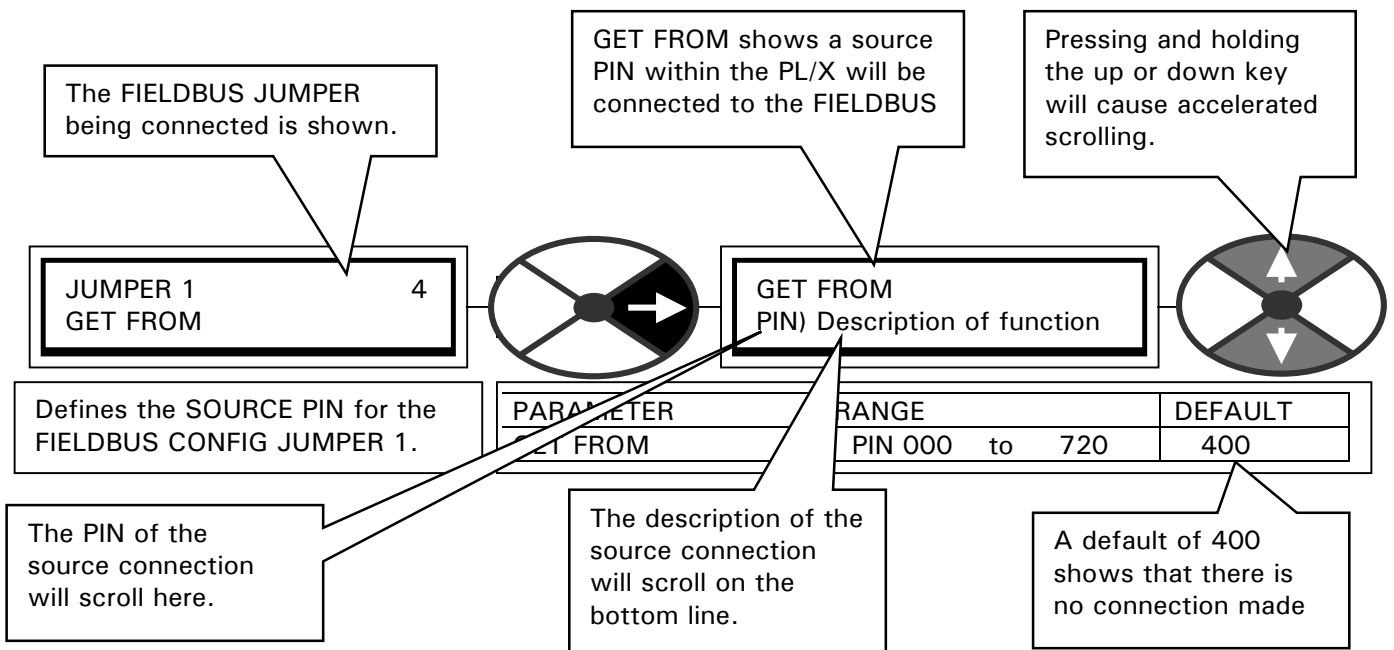 The FIELDBUS JUMPER
being connected is shown.
GET FROM shows a source
PIN within the PL/X will be
connected to the FIELDBUS
Pressing and holding
the up or down key
will cause accelerated
scrolling.
JUMPER 1 4
GET FROM
GET FROM
PIN) Description of function
Defines the SOURCE PIN for the
FIELDBUS CONFIG JUMPER 1.
PARAMETER RANGE DEFAULT
GET FROM PIN 000 to 720 400
The PIN of the
source connection
will scroll here.
The description of the
source connection
will scroll on the
bottom line.
A default of 400
shows that there is
no connection made